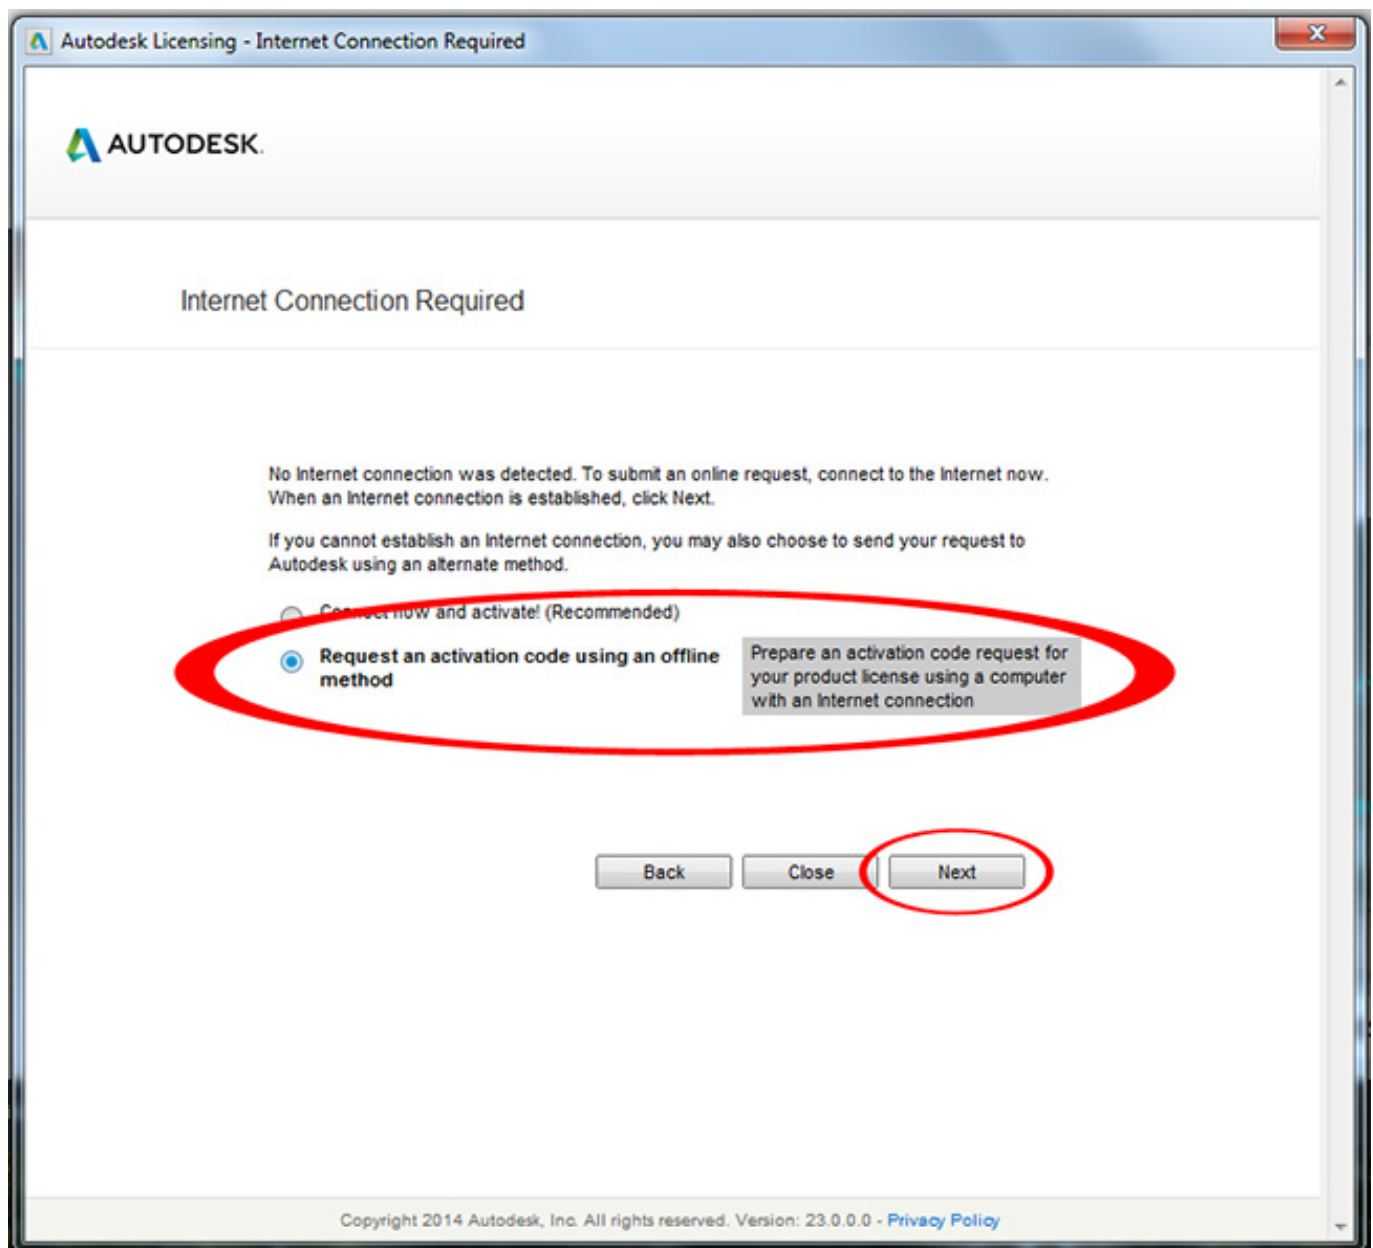 Autodesk Licensing - Internet Connection Required
X
AUTODESK.
Internet Connection Required
No Internet connection was detected. To submit an online request, connect to the Internet now.
When an Internet connection is established, click Next.
If you cannot establish an Internet connection, you may also choose to send your request to
Autodesk using an alternate method.
Connect now and activate! (Recommended)
Request an activation code using an offline
method
Prepare an activation code request for
your product license using a computer
with an Internet connection
Back Close Next
Copyright 2014 Autodesk, Inc. All rights reserved. Version: 23.0.0.0 - Privacy Policy